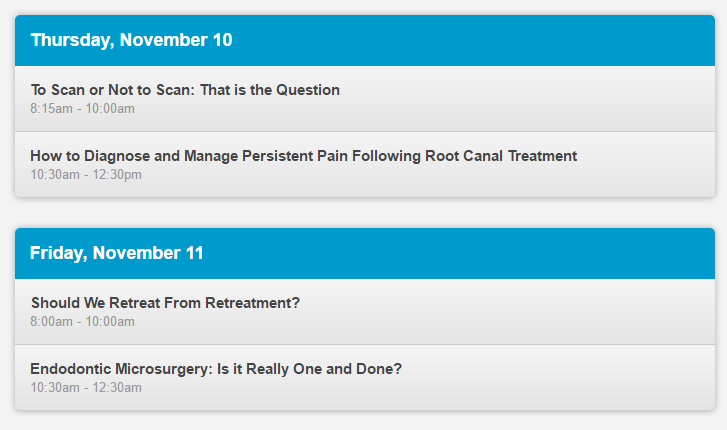 Thursday, November 10
To Scan or Not to Scan: That is the Question
8:15am - 10:00am
How to Diagnose and Manage Persistent Pain Following Root Canal Treatment
10:30am - 12:30pm
Friday, November 11
Should We Retreat From Retreatment?
8:00am - 10:00am
Endodontic Microsurgery: Is it Really One and Done?
10:30am - 12:30am